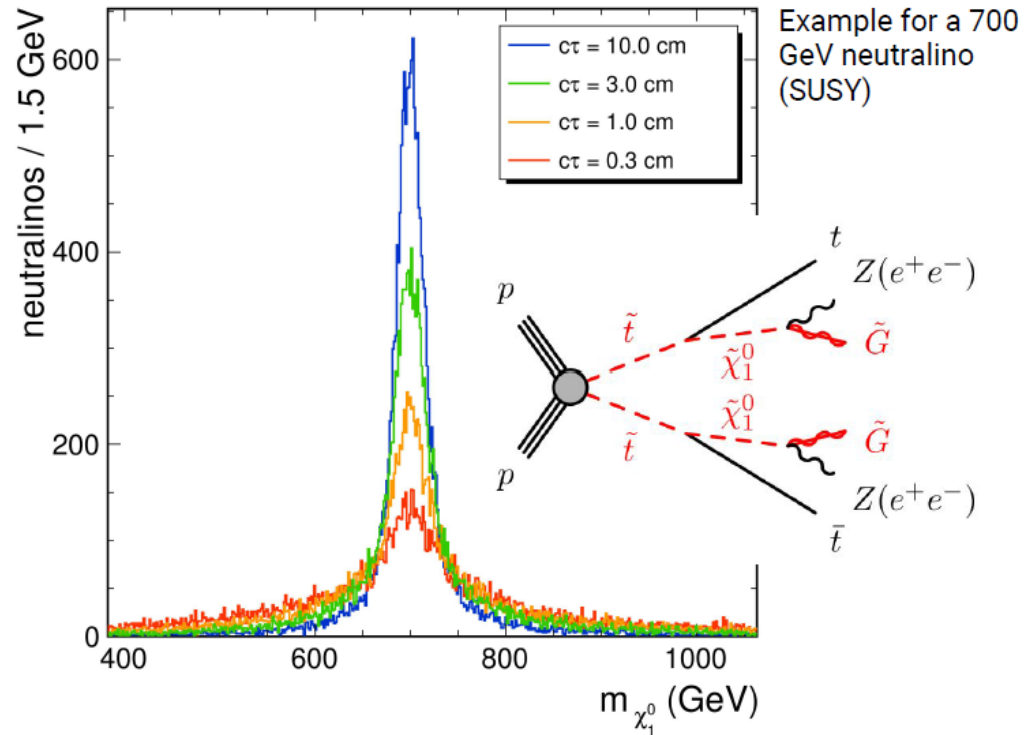 Example for a 700
GeV neutralino
(SUSY)
neutralinos / 1.5 GeV
600
400
200
0
cτ = 10.0 cm
cτ = 3.0 cm
cτ = 1.0 cm
cτ = 0.3 cm
p
p
t̃
t̃
χ̃₁⁰
χ̃₁⁰
t
Z(e⁺e⁻)
G̃
G̃
Z(e⁺e⁻)
t̄
400 600 800 1000
m χ₁⁰ (GeV)